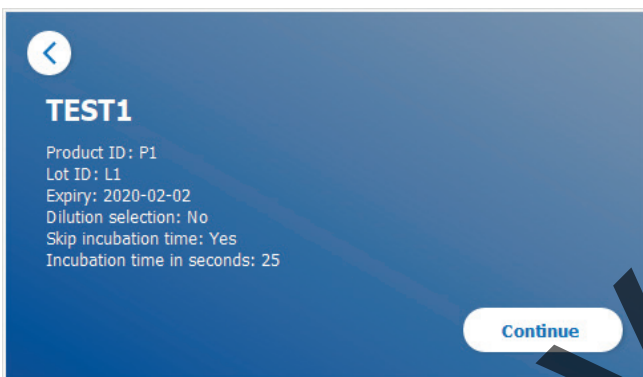 TEST1
Product ID: P1
Lot ID: L1
Expiry: 2020-02-02
Dilution selection: No
Skip incubation time: Yes
Incubation time in seconds: 25
Continue